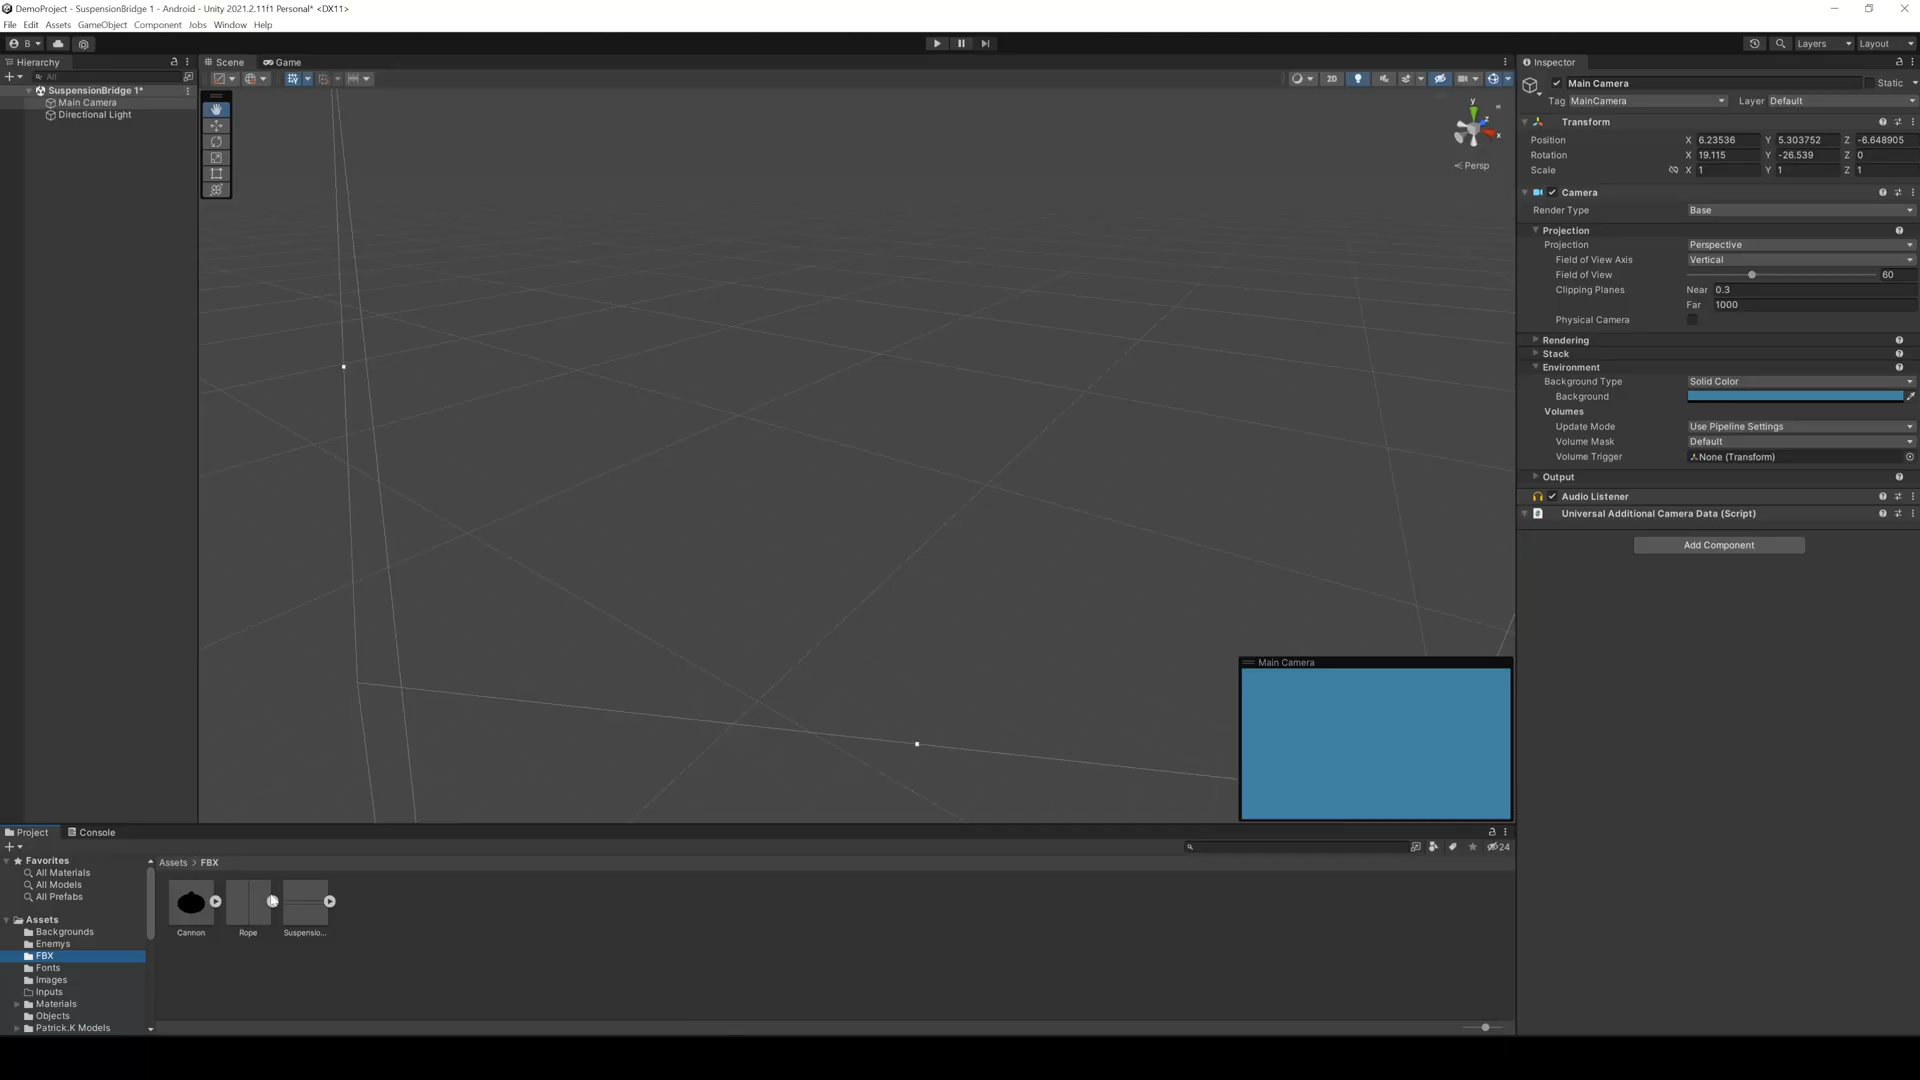 DemoProject - SuspensionBridge 1 - Android - Unity 2021.2.11f1 Personal* <DX11>
File Edit Assets GameObject Component Jobs Window Help
B
Layers Layout
Hierarchy
All
SuspensionBridge 1*
Main Camera
Directional Light
Scene Game
2D
y
z
x
Persp
Main Camera
Inspector
Main Camera Static
Tag MainCamera Layer Default
Transform
Position X 6.23536 Y 5.303752 Z -6.648905
Rotation X 19.115 Y -26.539 Z 0
Scale X 1 Y 1 Z 1
Camera
Render Type Base
Projection
Projection Perspective
Field of View Axis Vertical
Field of View 60
Clipping Planes Near 0.3
Far 1000
Physical Camera
Rendering
Stack
Environment
Background Type Solid Color
Background
Volumes
Update Mode Use Pipeline Settings
Volume Mask Default
Volume Trigger None (Transform)
Output
Audio Listener
# Universal Additional Camera Data (Script)
Add Component
Project Console
24
Favorites
All Materials
All Models
All Prefabs
Assets
Backgrounds
Enemys
FBX
Fonts
Images
Inputs
Materials
Objects
Patrick.K Models
Assets > FBX
Cannon Rope Suspensio...